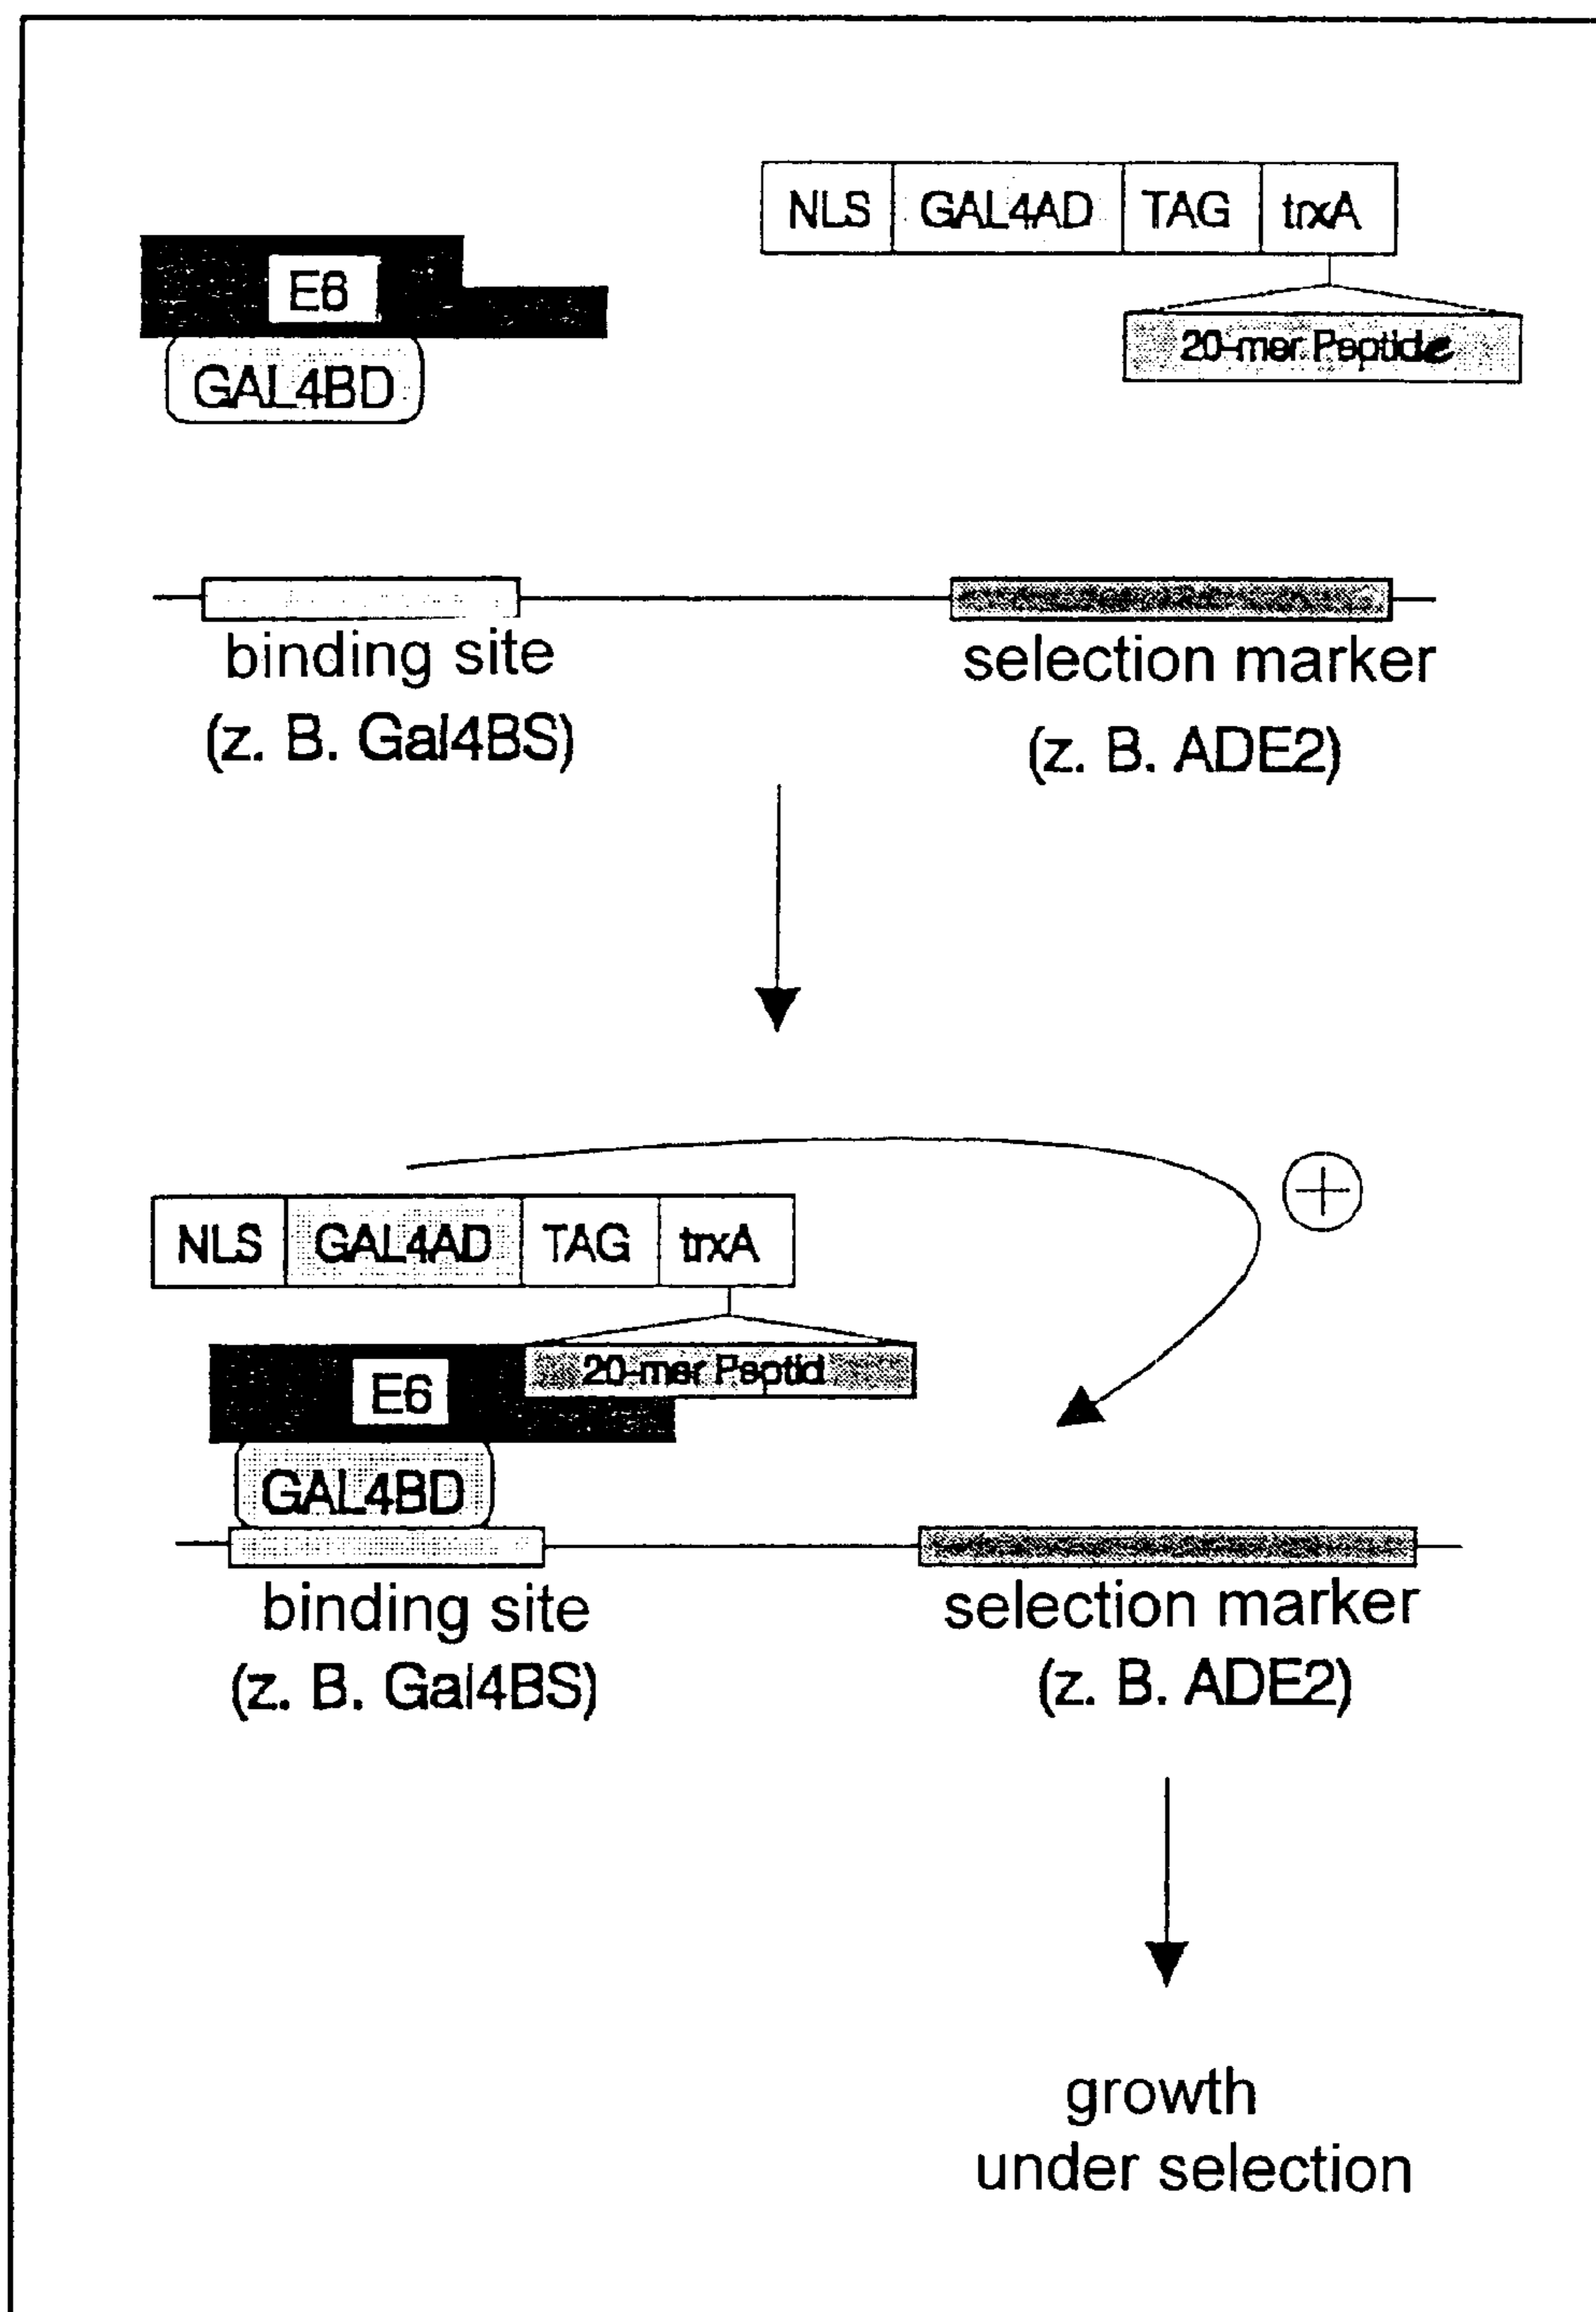 NLS GAL4AD TAG trxA
E6
20-mer Peptide
GAL4BD
binding site
(z. B. Gal4BS)
selection marker
(z. B. ADE2)
NLS GAL4AD TAG trxA
20-mer Peptid
E6
GAL4BD
binding site
(z. B. Gal4BS)
selection marker
(z. B. ADE2)
growth
under selection